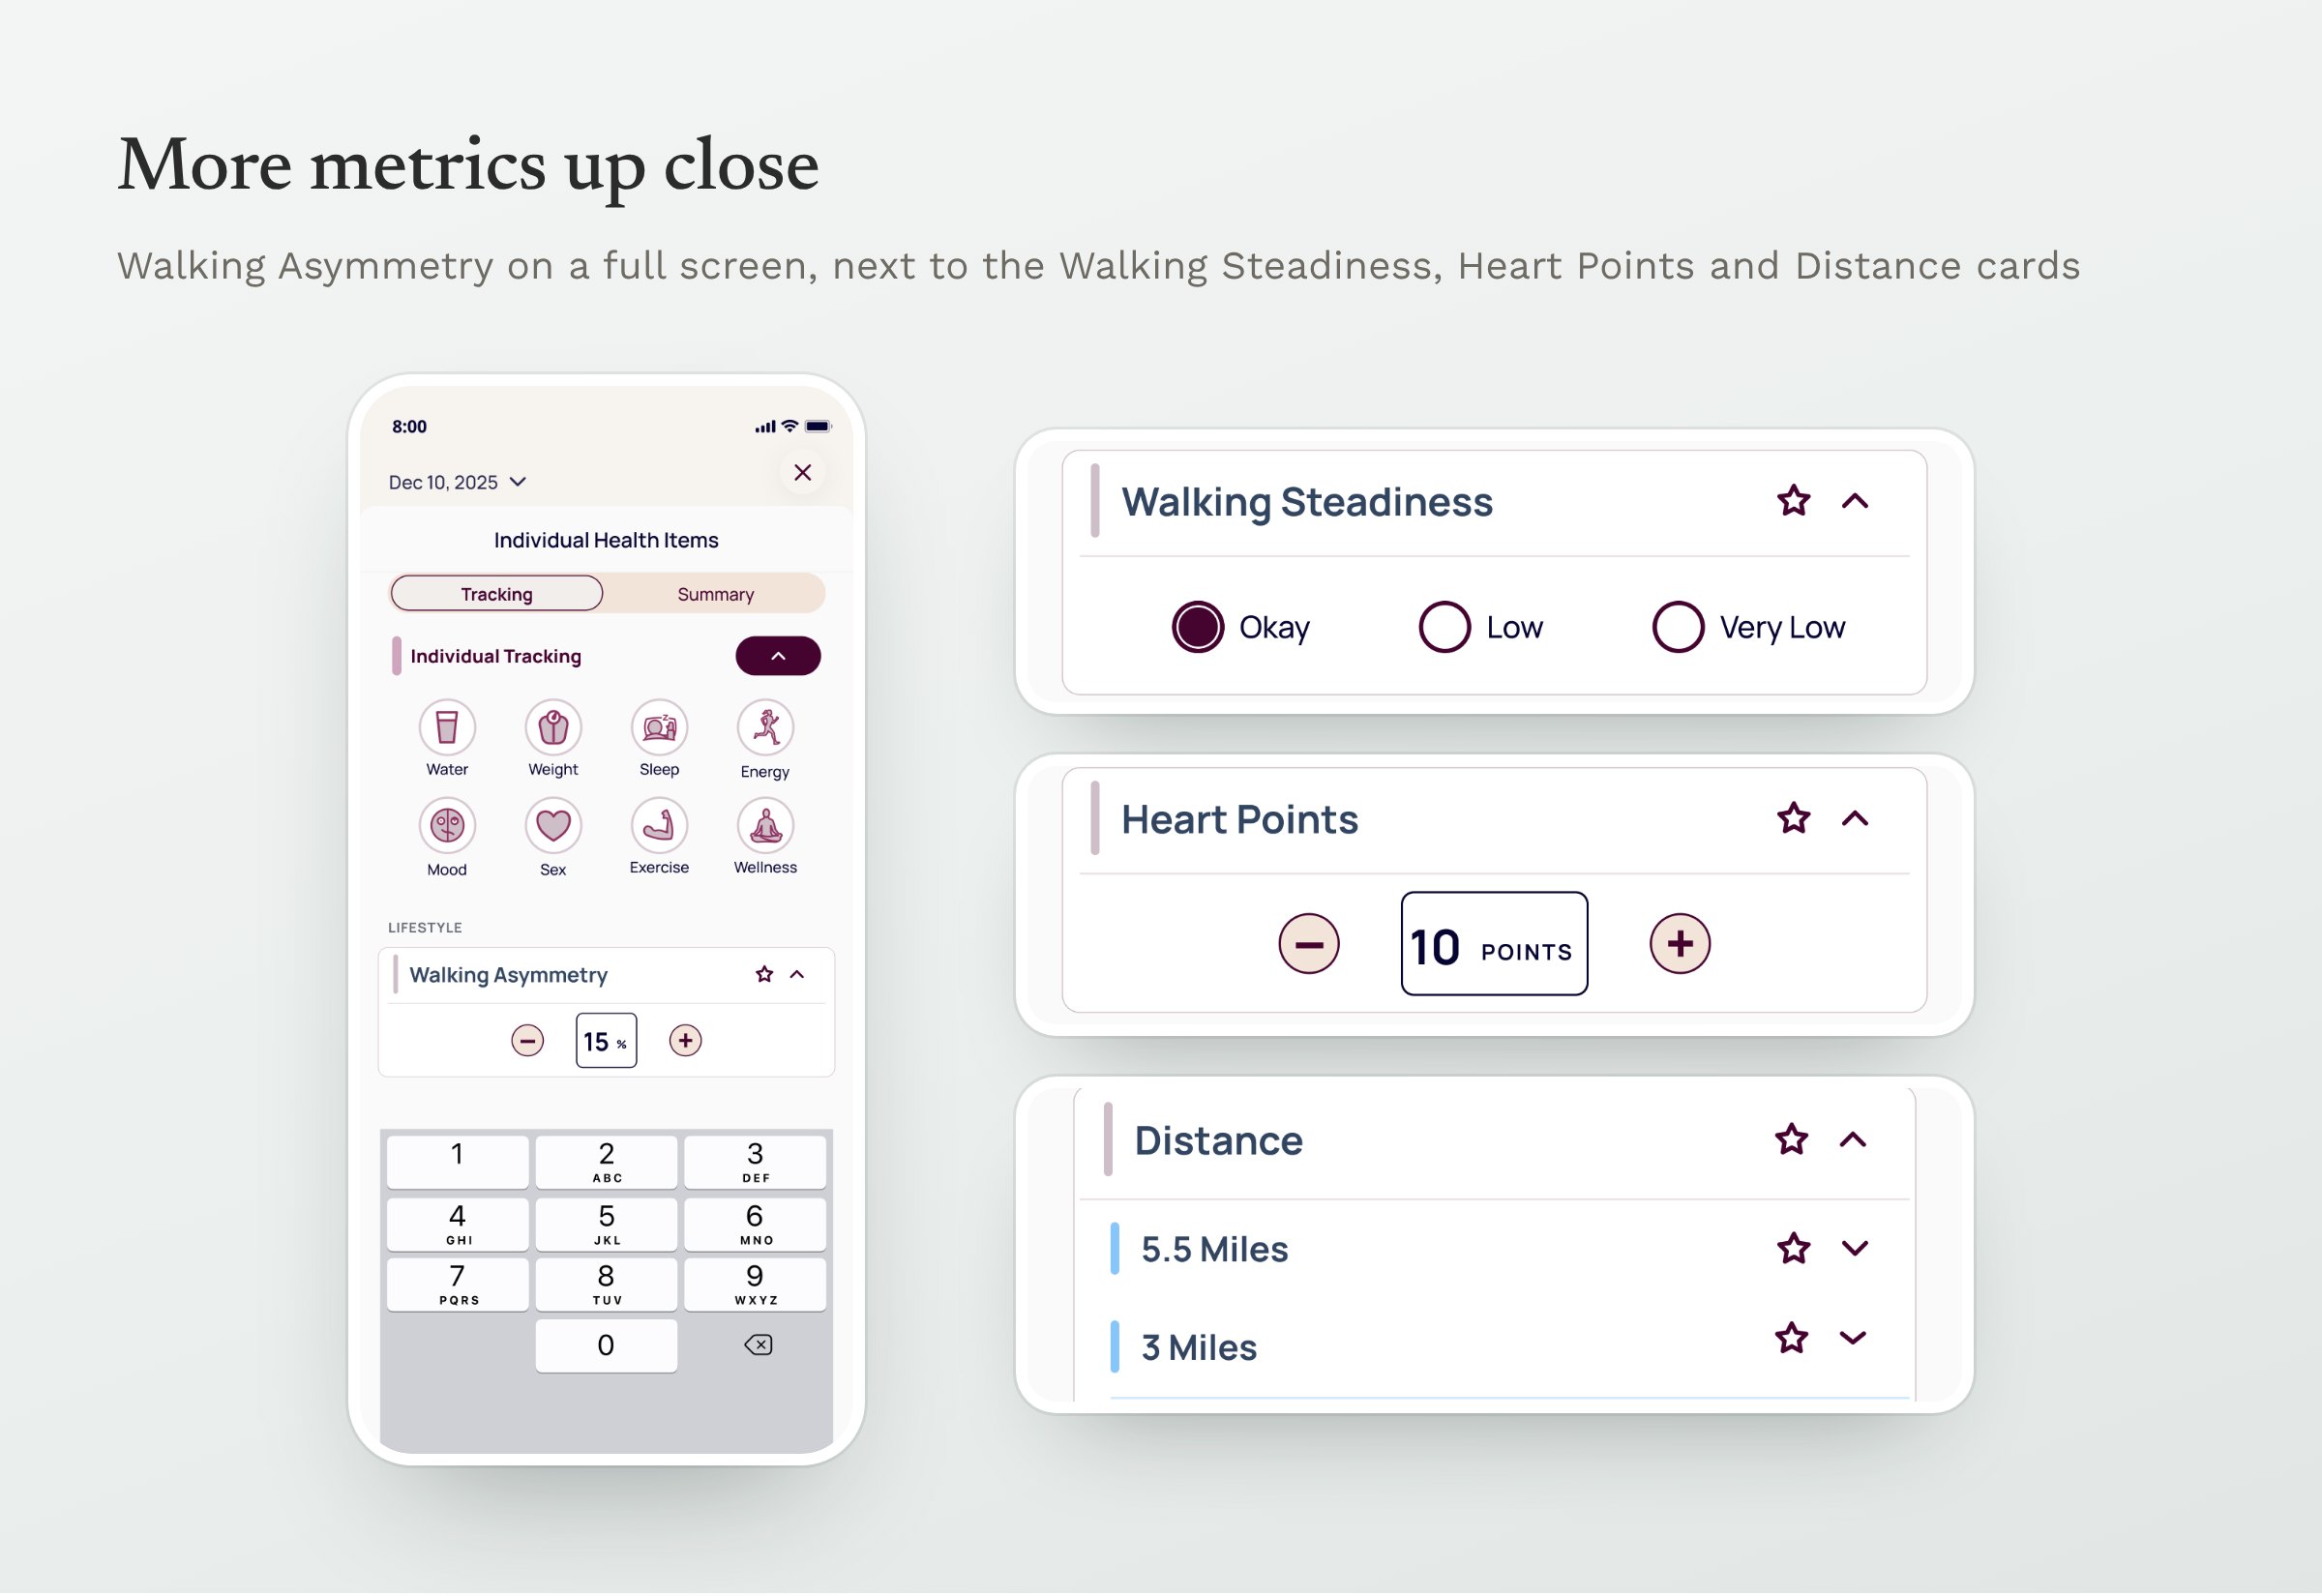 More metrics up close
Walking Asymmetry on a full screen, next to the Walking Steadiness, Heart Points and Distance cards
8:00
Dec 10, 2025
Individual Health Items
Tracking Summary
Individual Tracking
Water Weight Sleep Energy
Mood Sex Exercise Wellness
LIFESTYLE
Walking Asymmetry
15 %
1 2 3
ABC DEF
4 5 6
GHI JKL MNO
7 8 9
PQRS TUV WXYZ
0
Walking Steadiness
Okay Low Very Low
Heart Points
10 POINTS
Distance
5.5 Miles
3 Miles